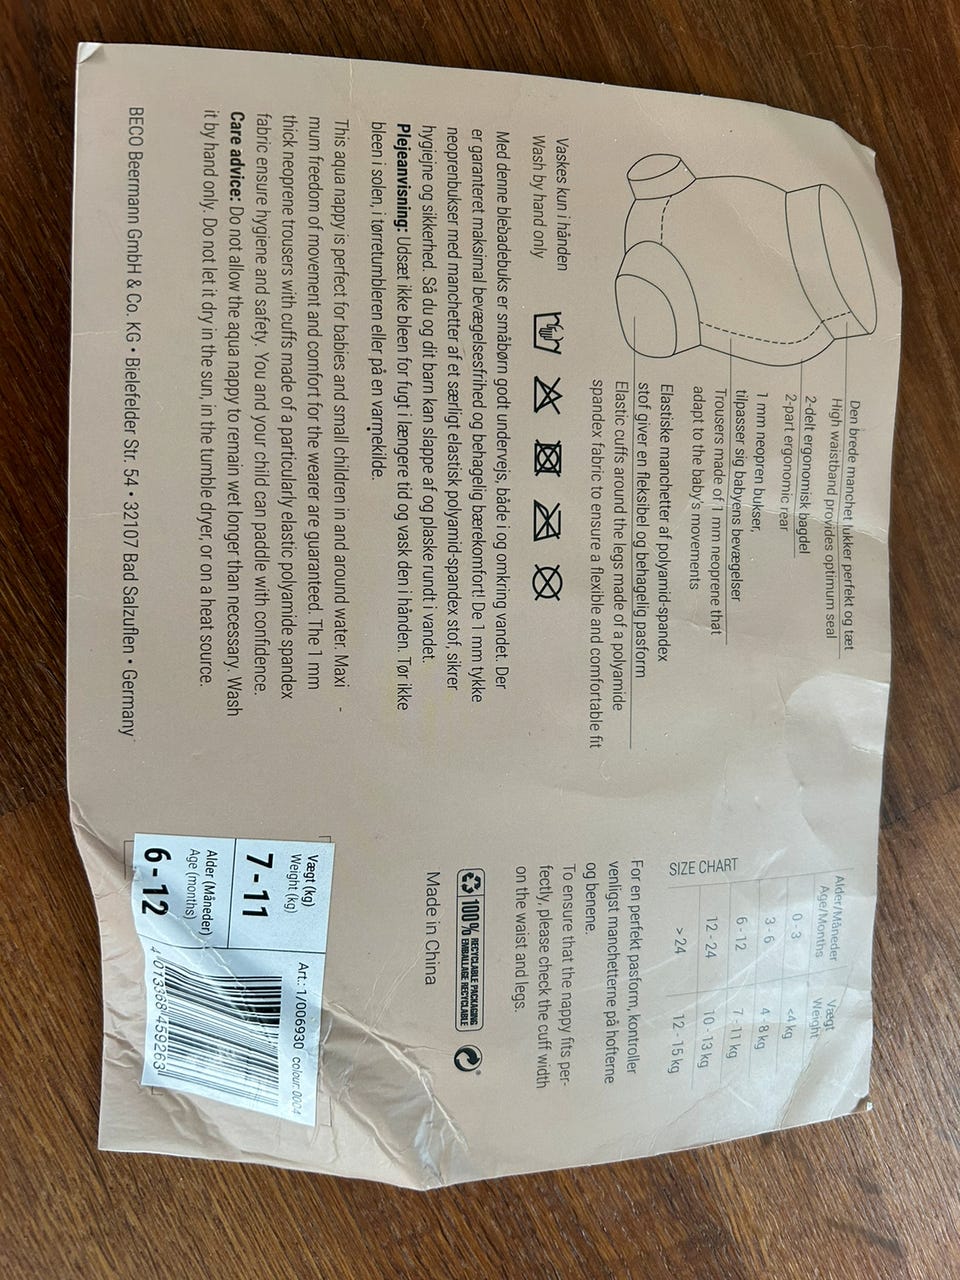 Den brede manchet lukker perfekt og tæt
High waistband provides optimum seal
2-delt ergonomisk bagdel
2-part ergonomic rear
1 mm neopren bukser,
tilpasser sig babyens bevægelser
Trousers made of 1 mm neoprene that
adapt to the baby's movements
Elastiske manchetter af polyamid-spandex
stof giver en fleksibel og behagelig pasform
Elastic cuffs around the legs made of a polyamide
spandex fabric to ensure a flexible and comfortable fit
Vaskes kun i hånden
Wash by hand only
Med denne blebadebuks er småbørn godt undervejs, både i og omkring vandet. Der
er garanteret maksimal bevægelsesfrihed og behagelig bærekomfort! De 1 mm tykke
neoprenbukser med manchetter af et særligt elastisk polyamid-spandex stof, sikrer
hygiejne og sikkerhed. Så du og dit barn kan slappe af og plaske rundt i vandet.
Plejeanvisning: Udsæt ikke bleen for fugt i længere tid og vask den i hånden. Tør ikke
bleen i solen, i tørretumbleren eller på en varmekilde.
This aqua nappy is perfect for babies and small children in and around water. Maxi -
mum freedom of movement and comfort for the wearer are guaranteed. The 1 mm
thick neoprene trousers with cuffs made of a particularly elastic polyamide spandex
fabric ensure hygiene and safety. You and your child can paddle with confidence.
Care advice: Do not allow the aqua nappy to remain wet longer than necessary. Wash
it by hand only. Do not let it dry in the sun, in the tumble dryer, or on a heat source.
BECO Beermann GmbH & Co. KG • Bielefelder Str. 54 • 32107 Bad Salzuflen • Germany
SIZE CHART
Alder/Måneder Vægt
Age/Months Weight
0 - 3 <4 kg
3 - 6 4 - 8 kg
6 - 12 7 - 11 kg
12 - 24 10 - 13 kg
> 24 12 - 15 kg
For en perfekt pasform, kontroller
venligst manchetterne på hofterne
og benene.
To ensure that the nappy fits per-
fectly, please check the cuff width
on the waist and legs.
100% RECYCLABLE PACKAGING
EMBALLAGE RECYCLABLE
Made in China
Vægt (kg)
Weight (kg)
7 - 11
Alder (Måneder)
Age (months)
6 - 12
Art.: 1/006930 colour: 0004
4 013368 459263